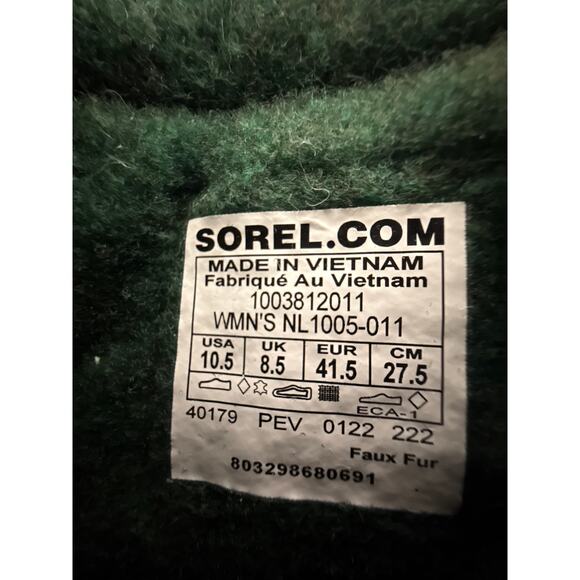 SOREL.COM
MADE IN VIETNAM
Fabriqué Au Vietnam
1003812011
WMN'S NL1005-011
USA UK EUR CM
10.5 8.5 41.5 27.5
ECA-1
40179 PEV 0122 222
Faux Fur
803298680691